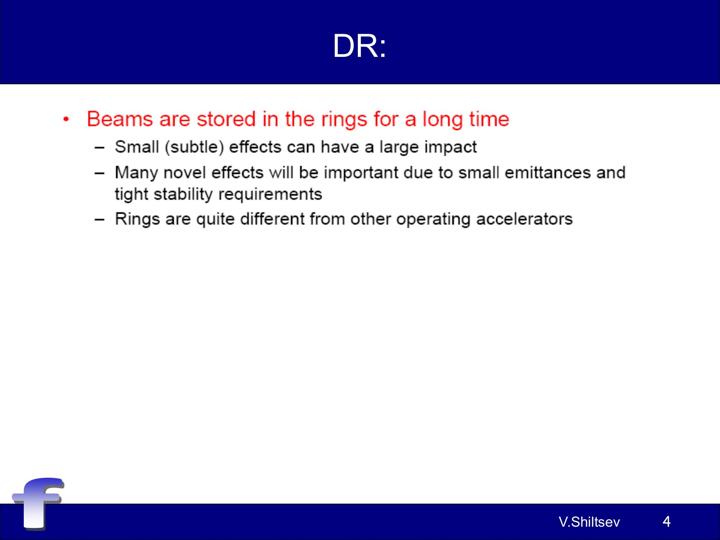 DR:
• Beams are stored in the rings for a long time
– Small (subtle) effects can have a large impact
– Many novel effects will be important due to small emittances and
tight stability requirements
– Rings are quite different from other operating accelerators
f
V.Shiltsev 4